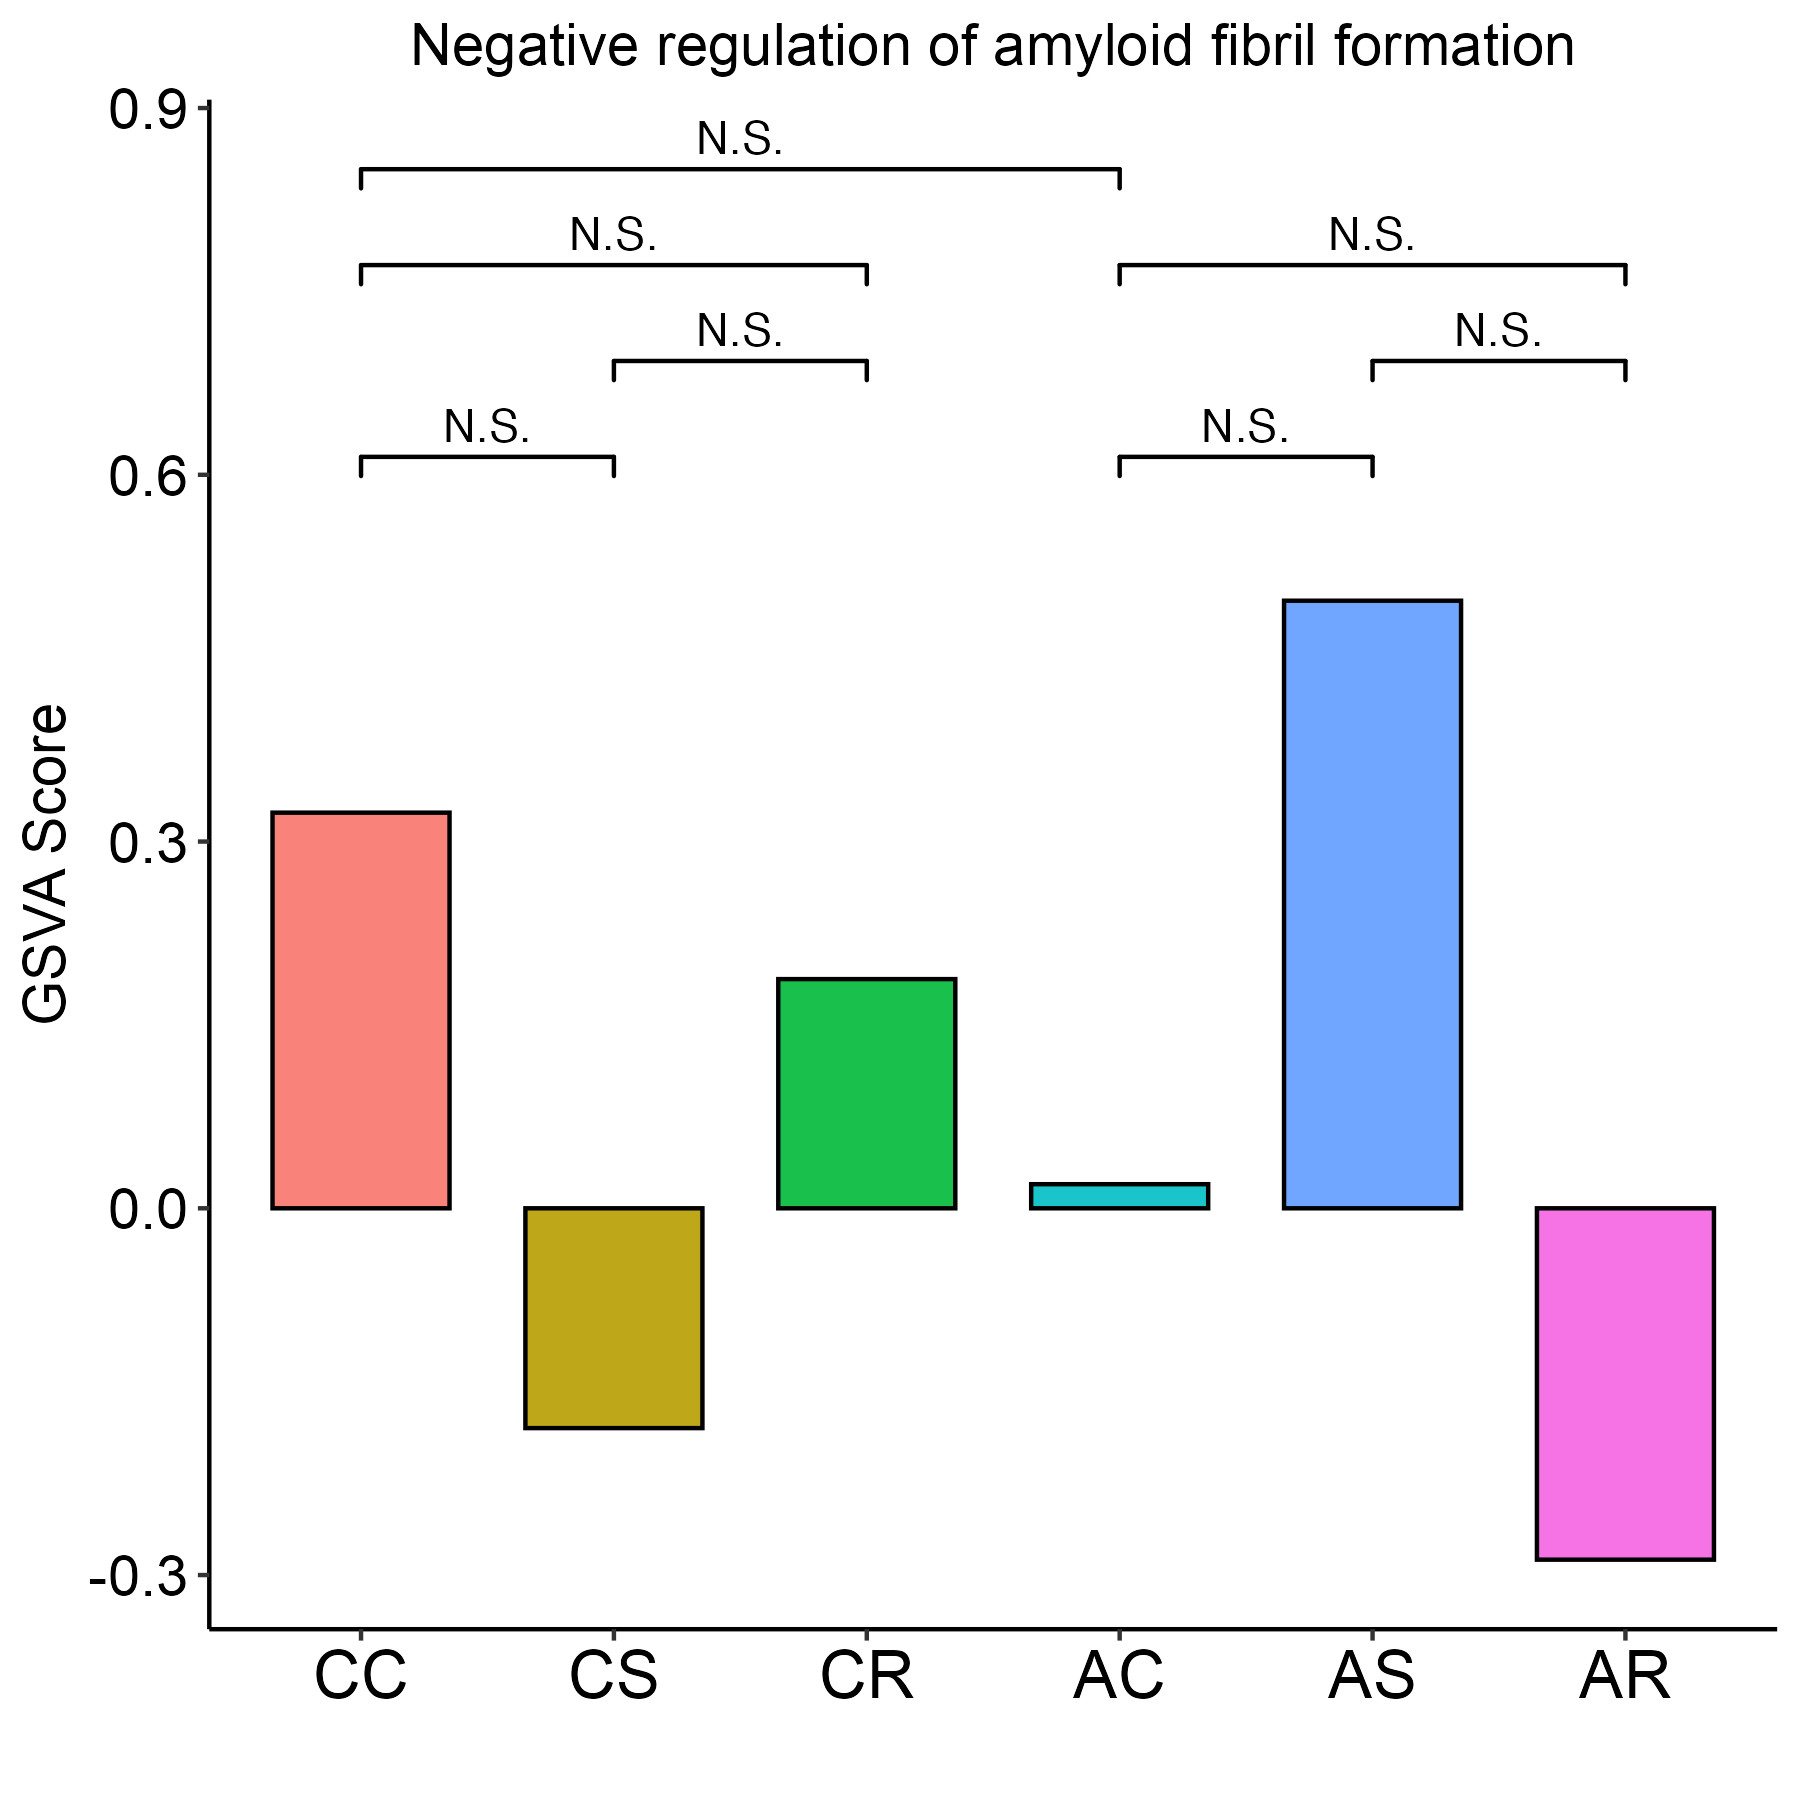 Negative regulation of amyloid fibril formation
0.9
N.S.
N.S.
N.S.
N.S.
N.S.
0.6
N.S.
N.S.
0.3
GSVA Score
0.0
-0.3
CC CS CR AC AS AR